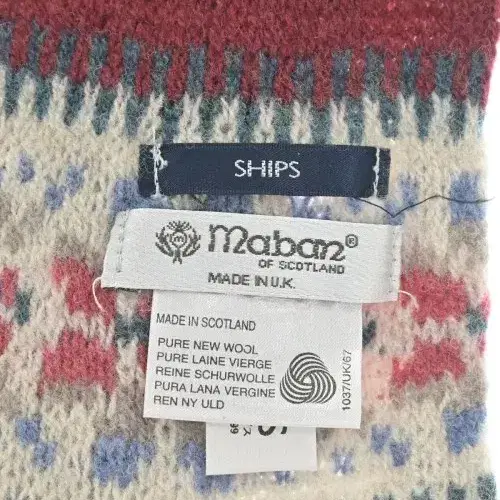 SHIPS
maban®
OF SCOTLAND
MADE IN U.K.
MADE IN SCOTLAND
PURE NEW WOOL
PURE LAINE VIERGE
REINE SCHURWOLLE
PURA LANA VERGINE
REN NY ULD
1037/UK/67